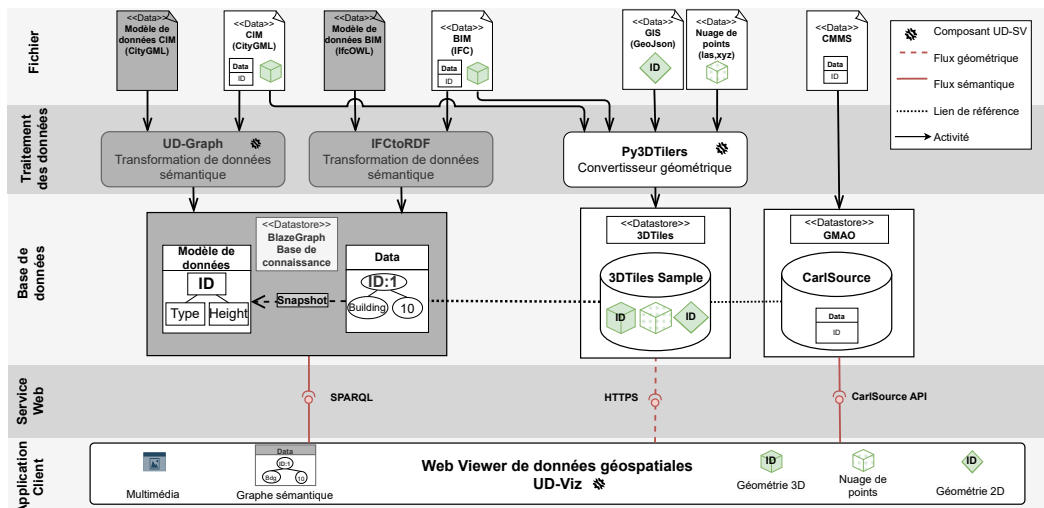 Fichier
<<Data>>
Modèle de
données CIM
(CityGML)
<<Data>>
CIM
(CityGML)
Data
ID
<<Data>>
Modèle de
données BIM
(IfcOWL)
<<Data>>
BIM
(IFC)
Data
ID
<<Data>>
GIS
(GeoJson)
ID
<<Data>>
Nuage de
points
(las,xyz)
<<Data>>
CMMS
Data
ID
Composant UD-SV
Flux géométrique
Flux sémantique
Lien de référence
Activité
Traitement
des données
UD-Graph
Transformation de données
sémantique
IFCtoRDF
Transformation de données
sémantique
Py3DTilers
Convertisseur géométrique
Base de
données
Modèle de
données
ID
Type
Height
<<Datastore>>
BlazeGraph
Base de
connaissance
Snapshot
Data
ID:1
Building
10
<<Datastore>>
3DTiles
3DTiles Sample
ID
ID
<<Datastore>>
GMAO
CarlSource
Data
ID
Service
Web
SPARQL
HTTPS
CarlSource API
Application
Client
Multimédia
Data
ID:1
Bdg
10
Graphe sémantique
Web Viewer de données géospatiales
UD-Viz
ID
Géométrie 3D
Nuage de
points
ID
Géométrie 2D